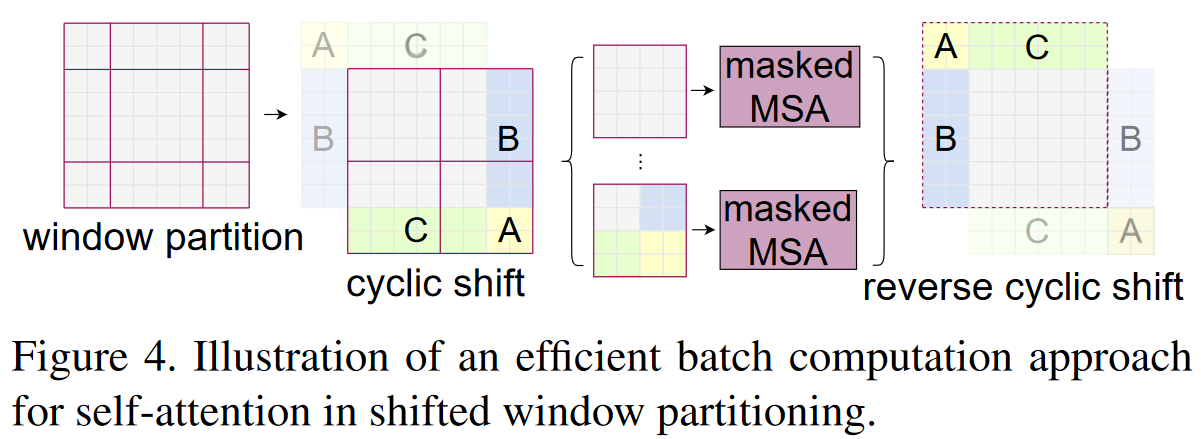 A C
B
B
C A
window partition
cyclic shift
masked
MSA
⋮
masked
MSA
A C
B
B
C A
reverse cyclic shift
Figure 4. Illustration of an efficient batch computation approach
for self-attention in shifted window partitioning.